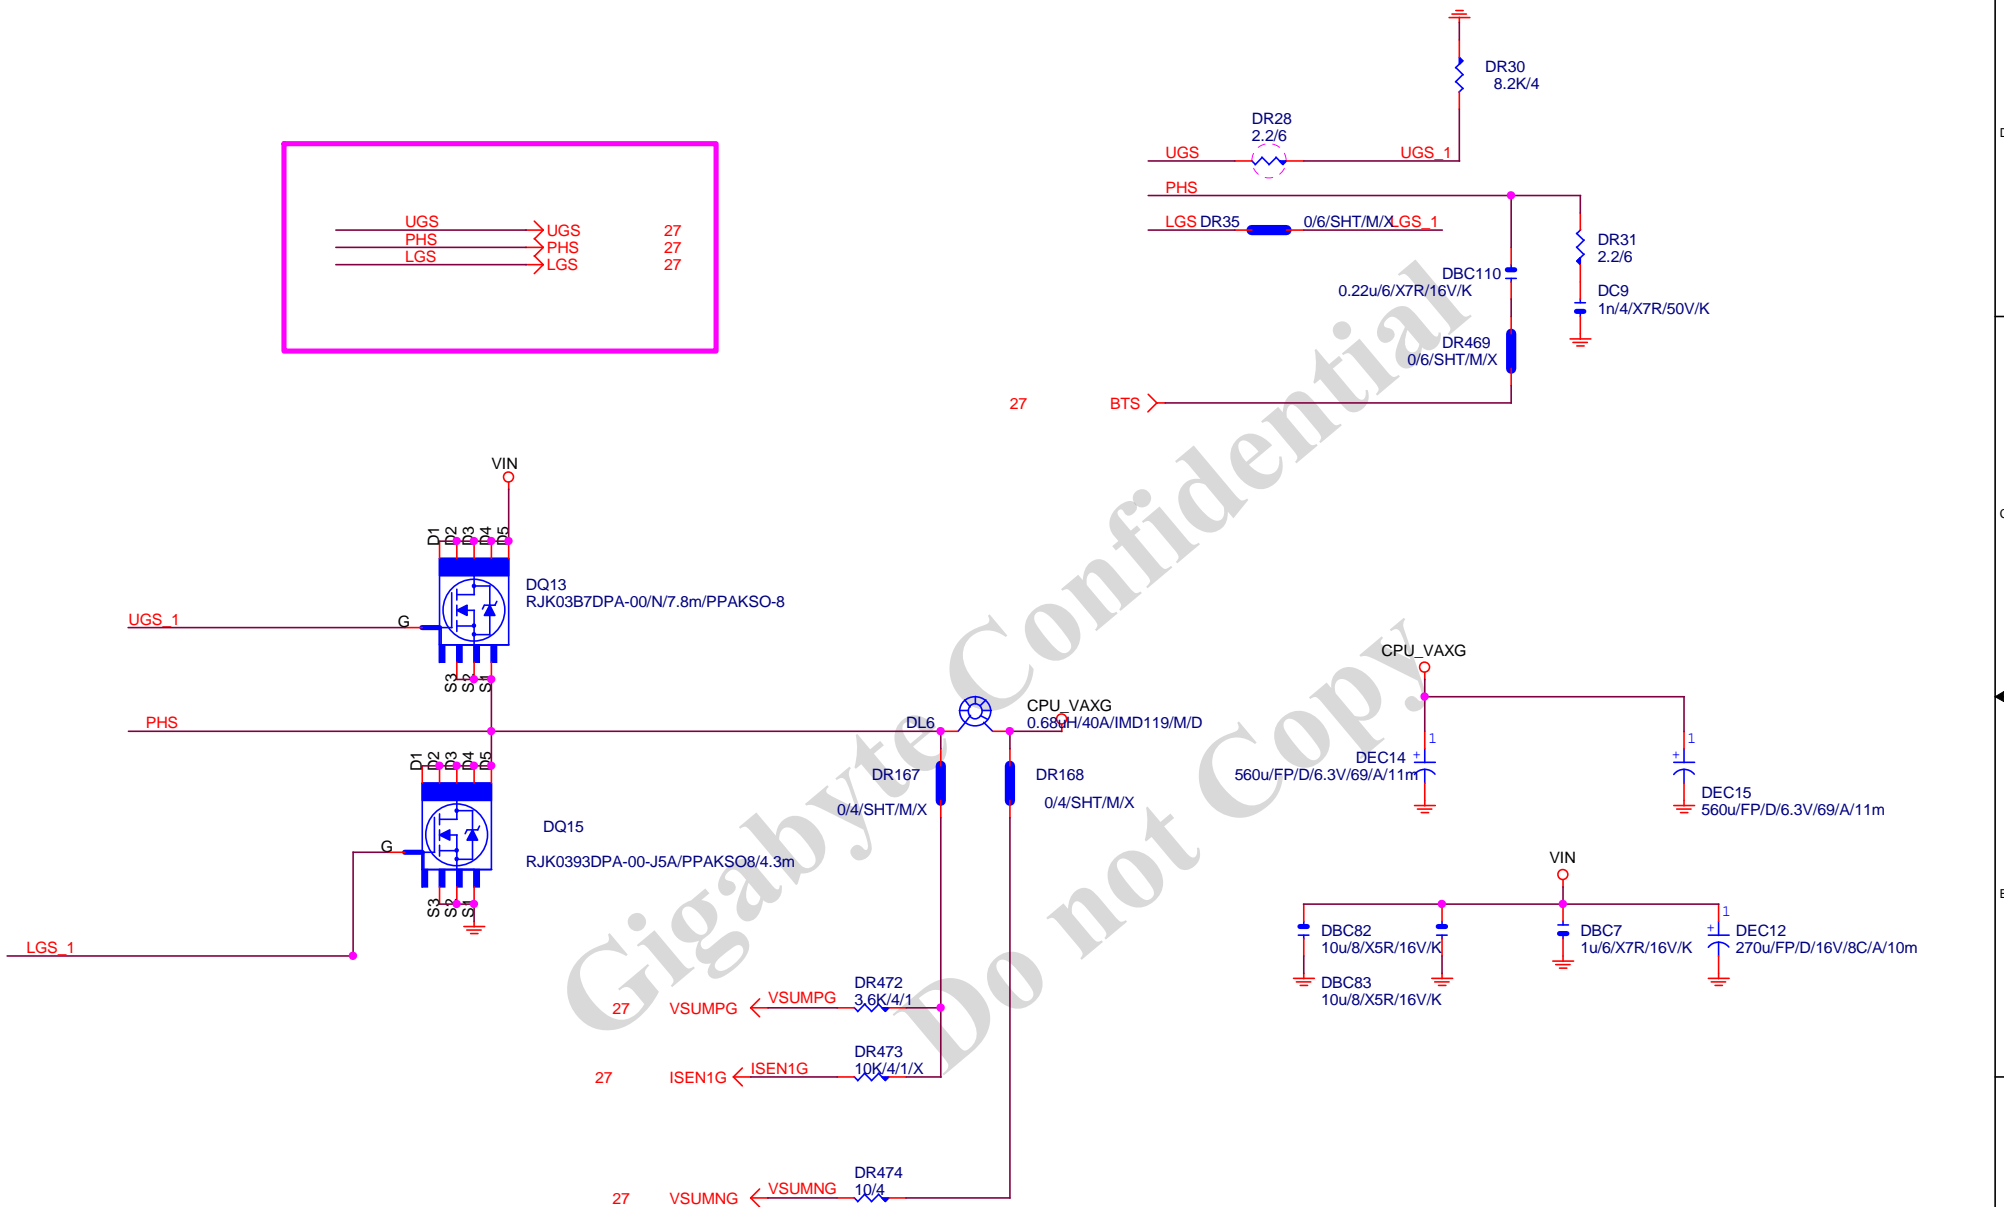 DR30
8.2K/4
DR28
2.2/6
UGS
UGS_1
PHS
LGS
DR35
0/6/SHT/M/X
LGS_1
UGS
UGS
27
PHS
PHS
27
LGS
LGS
27
DR31
2.2/6
DBC110
0.22u/6/X7R/16V/K
DC9
1n/4/X7R/50V/K
DR469
0/6/SHT/M/X
27
BTS
VIN
D1
D2
D3
D4
D5
DQ13
RJK03B7DPA-00/N/7.8m/PPAKSO-8
UGS_1
G
S3
S2
S1
PHS
DL6
CPU_VAXG
0.68uH/40A/IMD119/M/D
D1
D2
D3
D4
D5
DR167
0/4/SHT/M/X
DR168
0/4/SHT/M/X
DQ15
RJK0393DPA-00-J5A/PPAKSO8/4.3m
G
S3
S2
S1
LGS_1
CPU_VAXG
1
DEC14
560u/FP/D/6.3V/69/A/11m
+
1
DEC15
560u/FP/D/6.3V/69/A/11m
+
VIN
DBC82
10u/8/X5R/16V/K
DBC83
10u/8/X5R/16V/K
DBC7
1u/6/X7R/16V/K
1
+
DEC12
270u/FP/D/16V/8C/A/10m
DR472
3.6K/4/1
27
VSUMPG
VSUMPG
DR473
10K/4/1/X
27
ISEN1G
ISEN1G
DR474
10/4
27
VSUMNG
VSUMNG
Gigabyte Confidential
Do not Copy